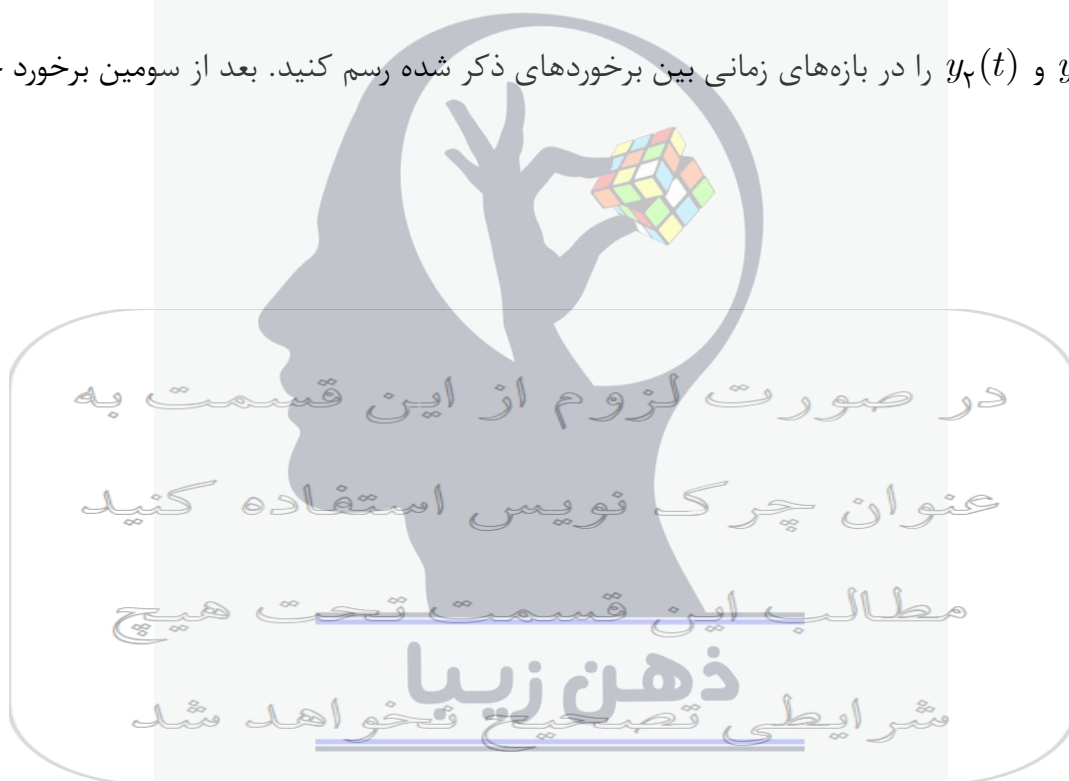 y و y₂(t) را در بازه‌های زمانی بین برخوردهای ذکر شده رسم کنید. بعد از سومین برخورد
در صورت لزوم از این قسمت به
عنوان چرک نویس استفاده کنید
مطالب این قسمت تحت هیچ
شرایطی تصحیح نخواهد شد
ذهن زیبا